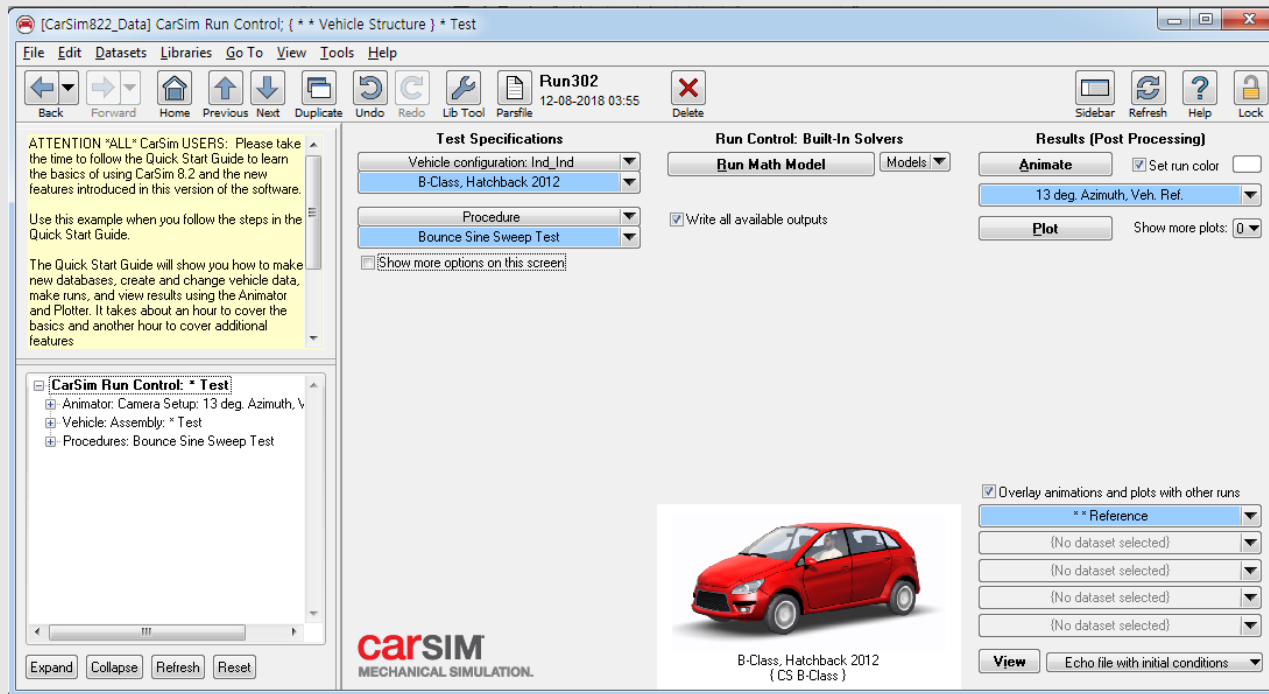 [CarSim822_Data] CarSim Run Control; { * * Vehicle Structure } * Test
File Edit Datasets Libraries Go To View Tools Help
Back
Forward
Home
Previous
Next
Duplicate
Undo
Redo
Lib Tool
Parsfile
Run302
12-08-2018 03:55
Delete
Sidebar
Refresh
Help
Lock
ATTENTION *ALL* CarSim USERS: Please take
the time to follow the Quick Start Guide to learn
the basics of using CarSim 8.2 and the new
features introduced in this version of the software.
Use this example when you follow the steps in the
Quick Start Guide.
The Quick Start Guide will show you how to make
new databases, create and change vehicle data,
make runs, and view results using the Animator
and Plotter. It takes about an hour to cover the
basics and another hour to cover additional
features
CarSim Run Control: * Test
Animator: Camera Setup: 13 deg. Azimuth, V
Vehicle: Assembly: * Test
Procedures: Bounce Sine Sweep Test
Expand
Collapse
Refresh
Reset
Test Specifications
Vehicle configuration: Ind_Ind
B-Class, Hatchback 2012
Procedure
Bounce Sine Sweep Test
Show more options on this screen
carSIM
MECHANICAL SIMULATION.
Run Control: Built-In Solvers
Run Math Model
Models
Write all available outputs
B-Class, Hatchback 2012
{ CS B-Class }
Results (Post Processing)
Animate
Set run color
13 deg. Azimuth, Veh. Ref.
Plot
Show more plots: 0
Overlay animations and plots with other runs
* * Reference
{No dataset selected}
{No dataset selected}
{No dataset selected}
{No dataset selected}
View
Echo file with initial conditions